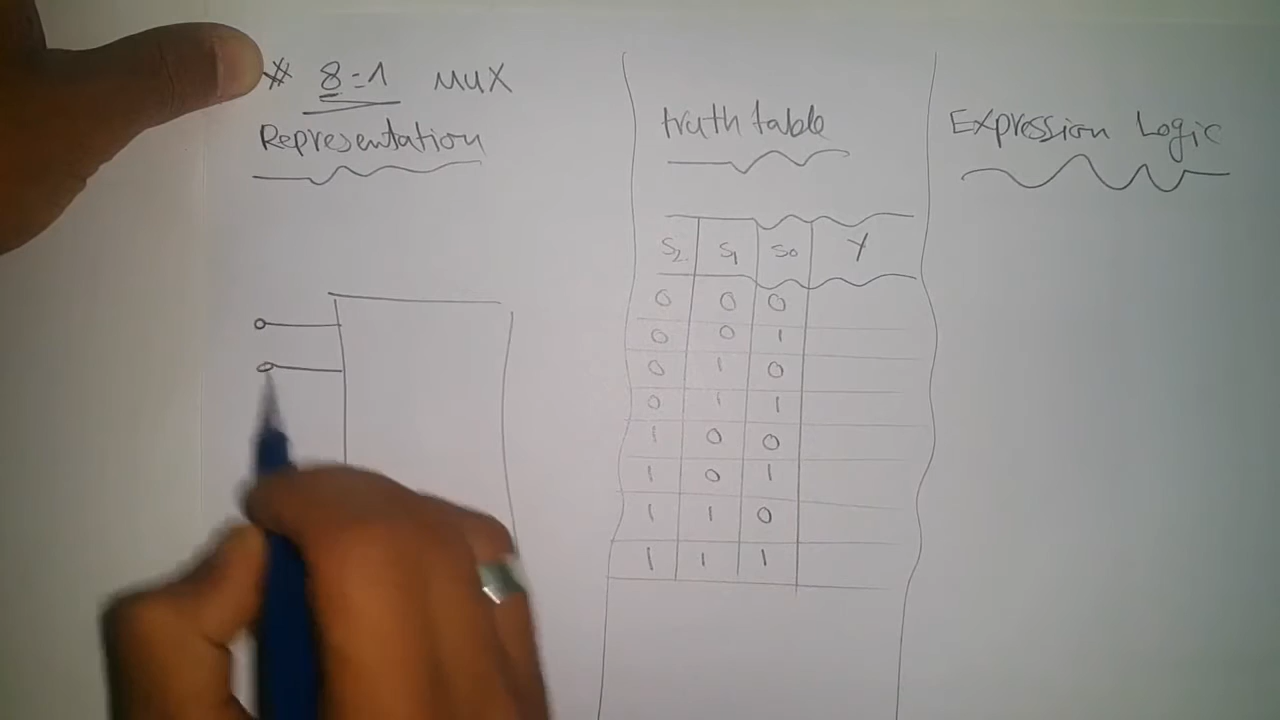 # 8=1 MUX
Representation
truth table
Expression Logic
S2 S1 S0 Y
0 0 0
0 0 1
0 1 0
0 1 1
1 0 0
1 0 1
1 1 0
1 1 1